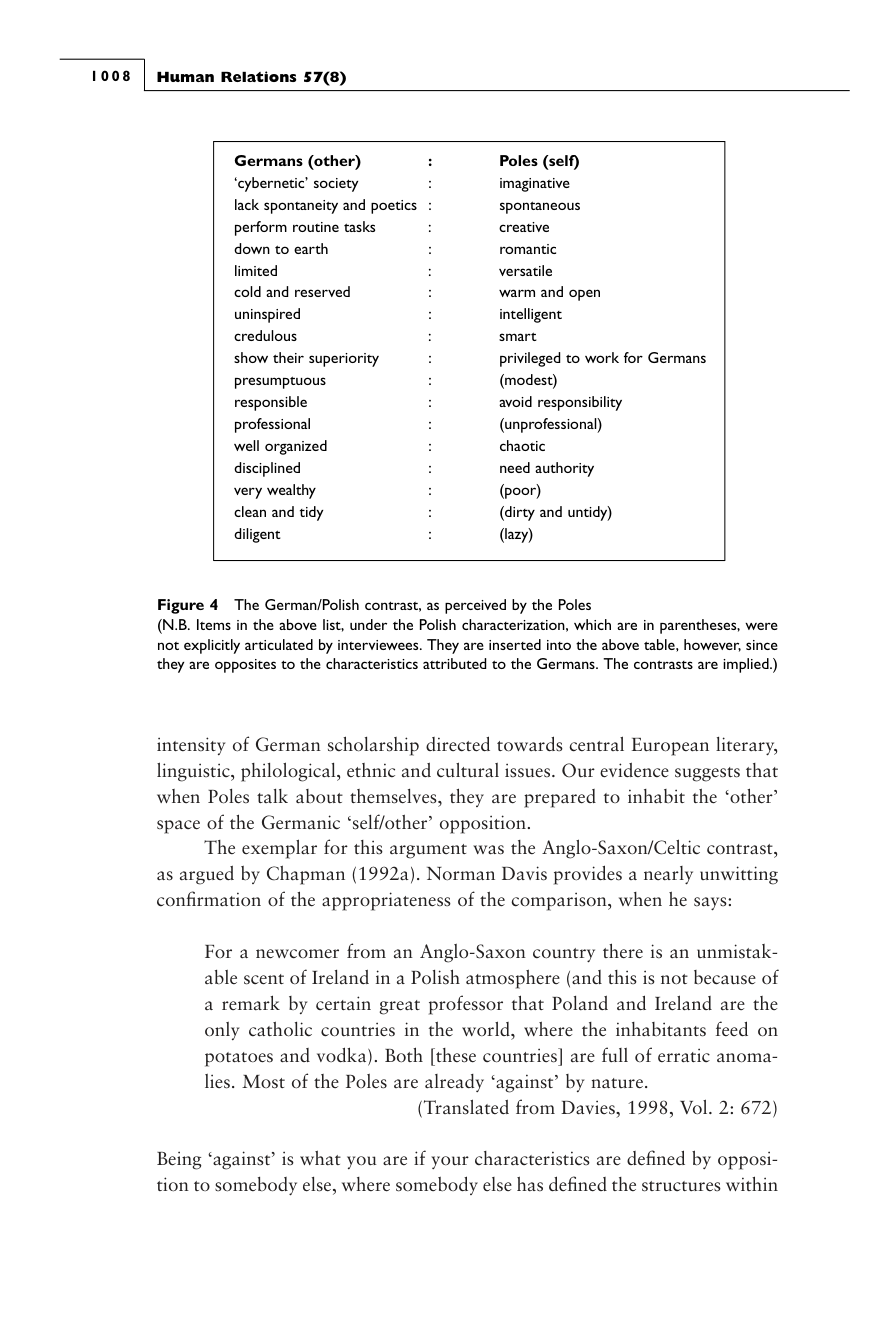 1008 Human Relations 57(8)
Germans (other) : Poles (self)
‘cybernetic’ society : imaginative
lack spontaneity and poetics : spontaneous
perform routine tasks : creative
down to earth : romantic
limited : versatile
cold and reserved : warm and open
uninspired : intelligent
credulous : smart
show their superiority : privileged to work for Germans
presumptuous : (modest)
responsible : avoid responsibility
professional : (unprofessional)
well organized : chaotic
disciplined : need authority
very wealthy : (poor)
clean and tidy : (dirty and untidy)
diligent : (lazy)
Figure 4 The German/Polish contrast, as perceived by the Poles
(N.B. Items in the above list, under the Polish characterization, which are in parentheses, were
not explicitly articulated by interviewees. They are inserted into the above table, however, since
they are opposites to the characteristics attributed to the Germans. The contrasts are implied.)
intensity of German scholarship directed towards central European literary,
linguistic, philological, ethnic and cultural issues. Our evidence suggests that
when Poles talk about themselves, they are prepared to inhabit the ‘other’
space of the Germanic ‘self/other’ opposition.
The exemplar for this argument was the Anglo-Saxon/Celtic contrast,
as argued by Chapman (1992a). Norman Davis provides a nearly unwitting
confirmation of the appropriateness of the comparison, when he says:
For a newcomer from an Anglo-Saxon country there is an unmistak-
able scent of Ireland in a Polish atmosphere (and this is not because of
a remark by certain great professor that Poland and Ireland are the
only catholic countries in the world, where the inhabitants feed on
potatoes and vodka). Both [these countries] are full of erratic anoma-
lies. Most of the Poles are already ‘against’ by nature.
(Translated from Davies, 1998, Vol. 2: 672)
Being ‘against’ is what you are if your characteristics are defined by opposi-
tion to somebody else, where somebody else has defined the structures within